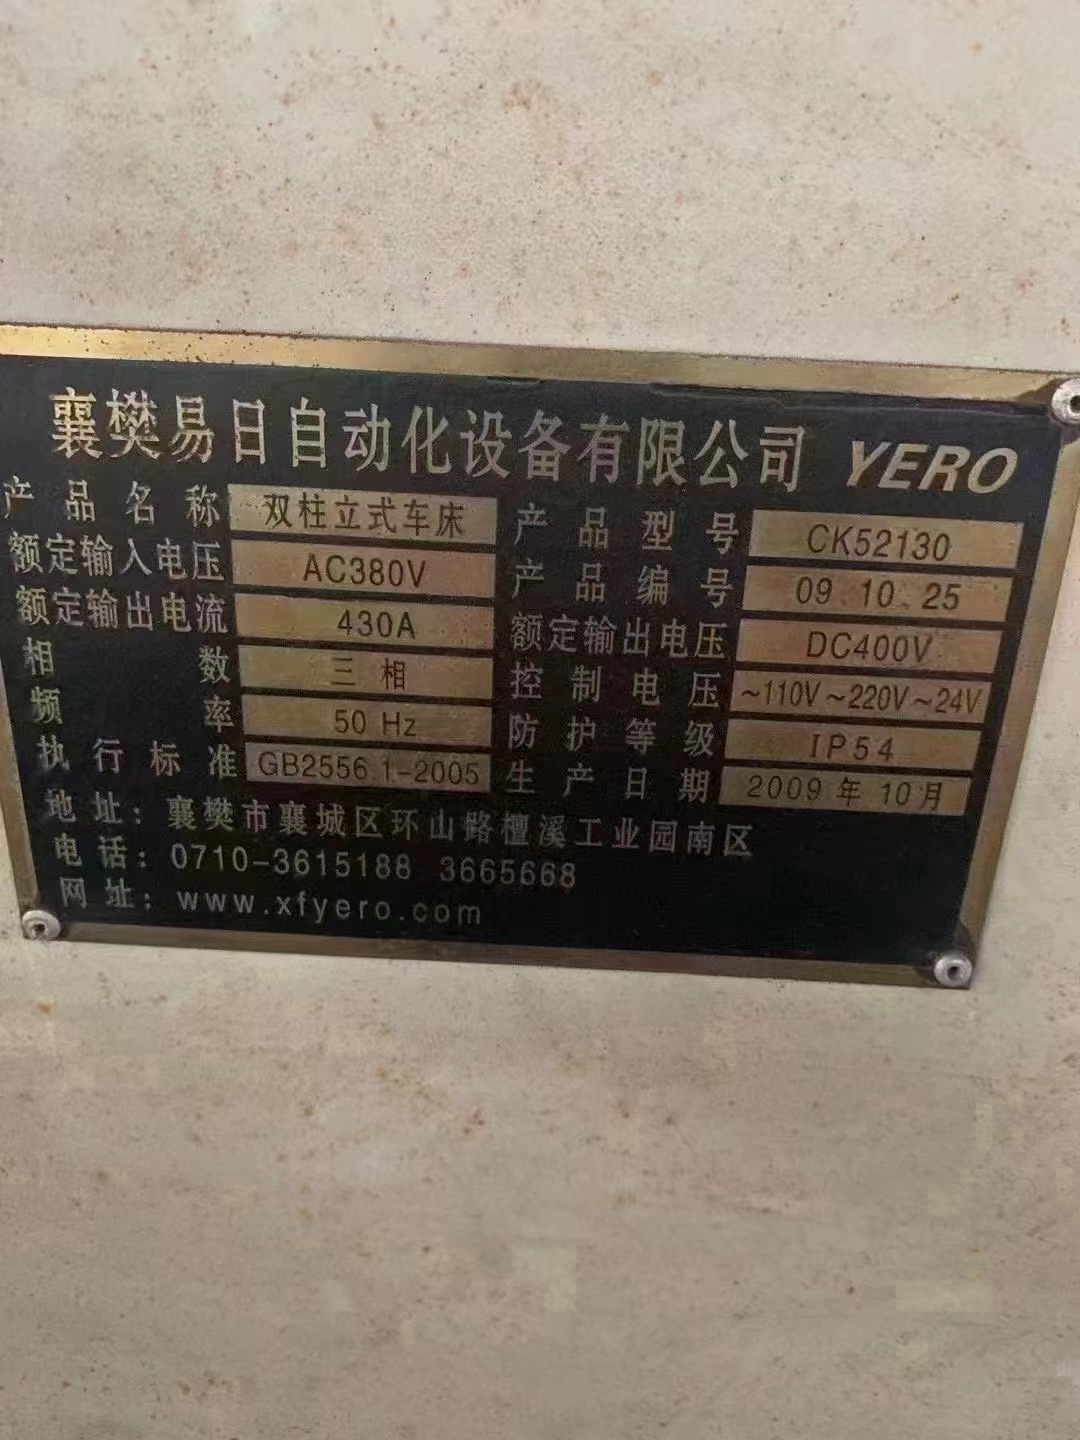 襄樊易日自动化设备有限公司 YERO
产品名称 双柱立式车床 产品型号 CK52130
额定输入电压 AC380V 产品编号 09.10.25
额定输出电流 430A 额定输出电压 DC400V
相数 三相 控制电压 ~110V~220V~24V
频率 50 Hz 防护等级 IP54
执行标准 GB2556.1-2005 生产日期 2009年10月
地址：襄樊市襄城区环山路檀溪工业园南区
电话：0710-3615188 3665668
网址：www.xfyero.com